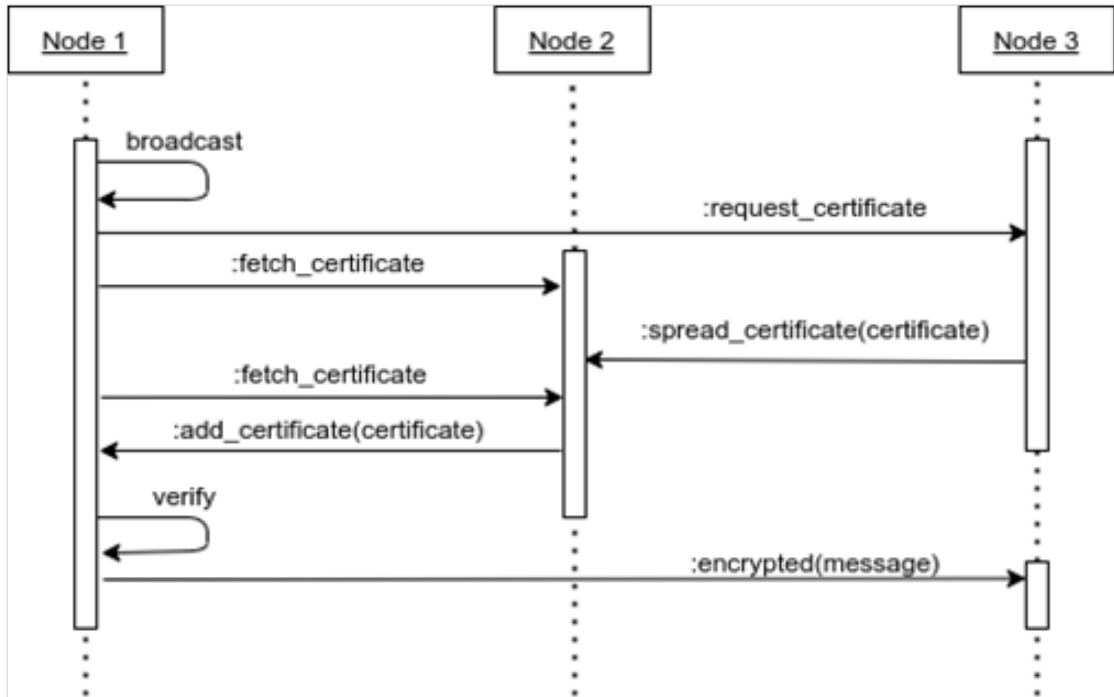 Node 1
Node 2
Node 3
broadcast
:request_certificate
:fetch_certificate
:spread_certificate(certificate)
:fetch_certificate
:add_certificate(certificate)
verify
:encrypted(message)